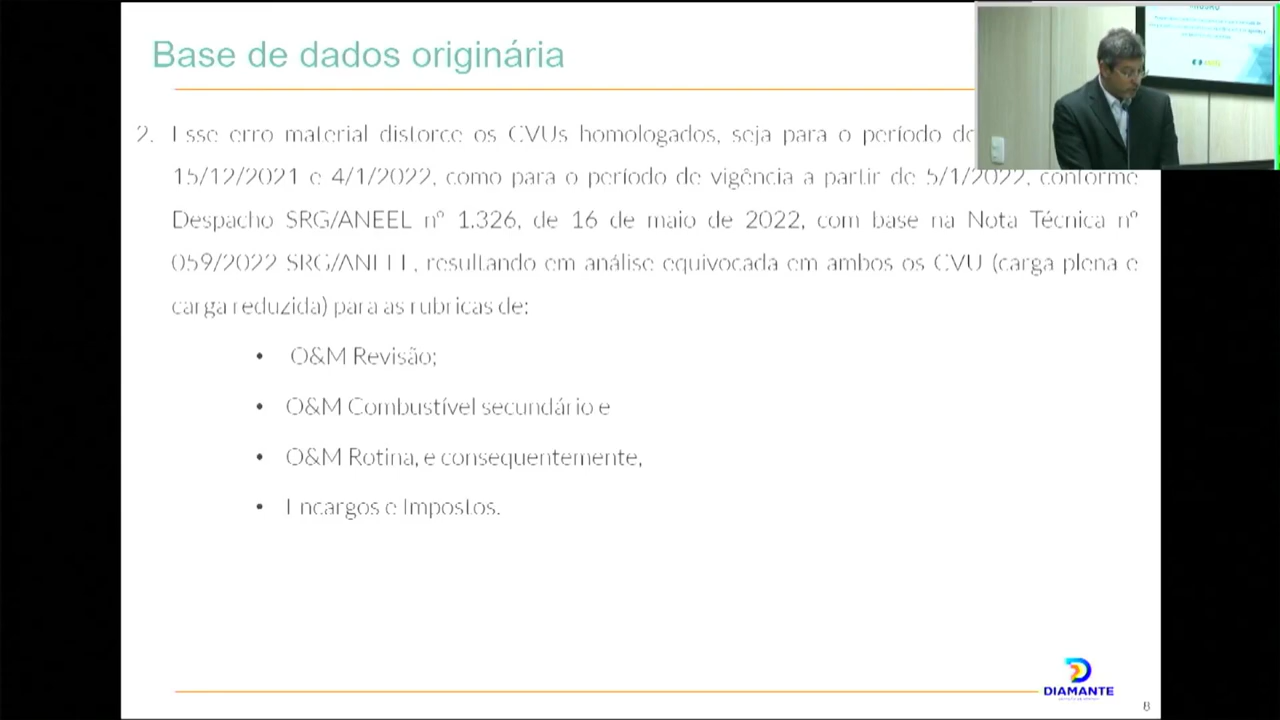 Base de dados originária
2. Esse erro material distorce os CVUs homologados, seja para o período de
15/12/2021 e 4/1/2022, como para o período de vigência a partir de 5/1/2022, conforme
Despacho SRG/ANEEL nº 1.326, de 16 de maio de 2022, com base na Nota Técnica nº
059/2022 SRG/ANEEL, resultando em análise equivocada em ambos os CVU (carga plena e
carga reduzida) para as rubricas de:
• O&M Revisão;
• O&M Combustível secundário e
• O&M Rotina, e consequentemente,
• Encargos e Impostos.
DIAMANTE
8